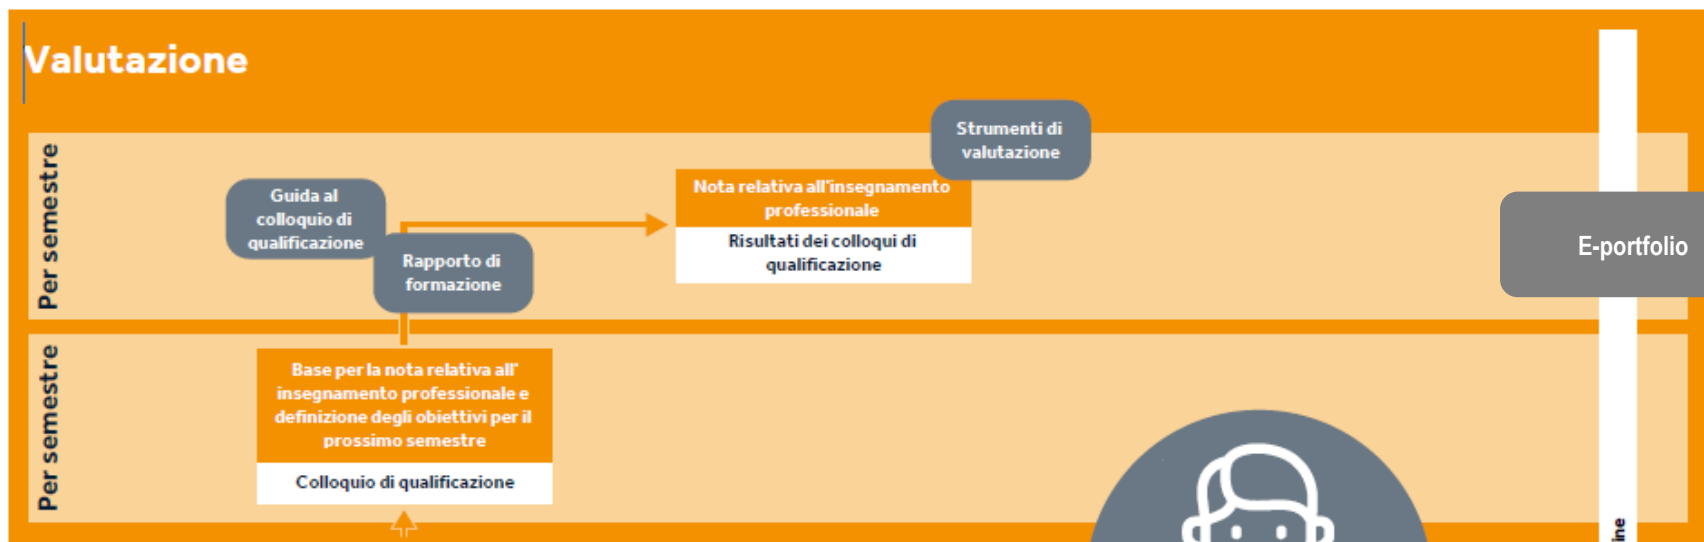 Valutazione
Per semestre
Guida al
colloquio di
qualificazione
Rapporto di
formazione
Strumenti di
valutazione
Nota relativa all'insegnamento
professionale
Risultati dei colloqui di
qualificazione
E-portfolio
Per semestre
Base per la nota relativa all'
insegnamento professionale e
definizione degli obiettivi per il
prossimo semestre
Colloquio di qualificazione